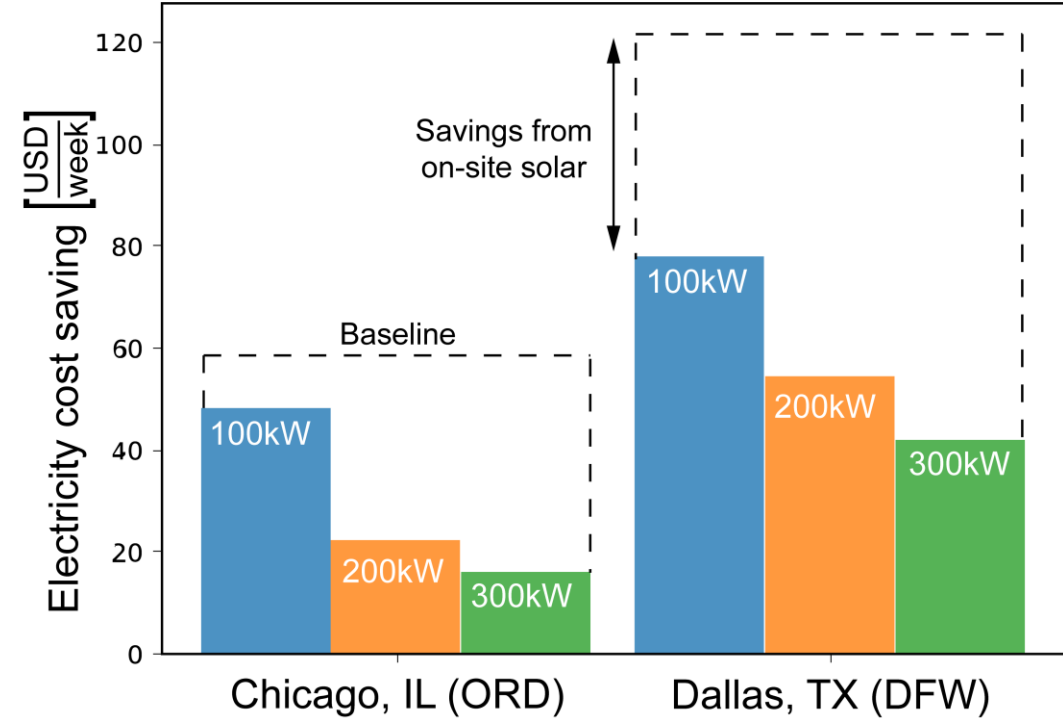 Electricity cost saving [USD/week]
120
100
80
60
40
20
0
Savings from
on-site solar
Baseline
100kW
200kW
300kW
100kW
200kW
300kW
Chicago, IL (ORD)
Dallas, TX (DFW)